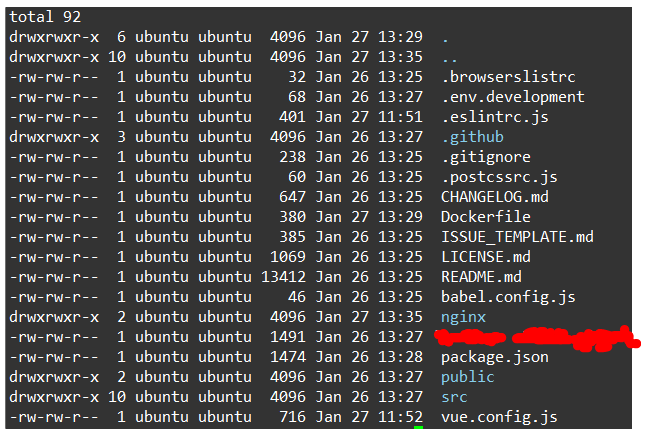 total 92
drwxrwxr-x  6 ubuntu ubuntu  4096 Jan 27 13:29 .
drwxrwxr-x 10 ubuntu ubuntu  4096 Jan 27 13:35 ..
-rw-rw-r--  1 ubuntu ubuntu    32 Jan 26 13:25 .browserslistrc
-rw-rw-r--  1 ubuntu ubuntu    68 Jan 26 13:27 .env.development
-rw-rw-r--  1 ubuntu ubuntu   401 Jan 27 11:51 .eslintrc.js
drwxrwxr-x  3 ubuntu ubuntu  4096 Jan 26 13:27 .github
-rw-rw-r--  1 ubuntu ubuntu   238 Jan 26 13:25 .gitignore
-rw-rw-r--  1 ubuntu ubuntu    60 Jan 26 13:25 .postcssrc.js
-rw-rw-r--  1 ubuntu ubuntu   647 Jan 26 13:25 CHANGELOG.md
-rw-rw-r--  1 ubuntu ubuntu   380 Jan 27 13:29 Dockerfile
-rw-rw-r--  1 ubuntu ubuntu   385 Jan 26 13:25 ISSUE_TEMPLATE.md
-rw-rw-r--  1 ubuntu ubuntu  1069 Jan 26 13:25 LICENSE.md
-rw-rw-r--  1 ubuntu ubuntu 13412 Jan 26 13:25 README.md
-rw-rw-r--  1 ubuntu ubuntu    46 Jan 26 13:25 babel.config.js
drwxrwxr-x  2 ubuntu ubuntu  4096 Jan 27 13:35 nginx
-rw-rw-r--  1 ubuntu ubuntu  1491 Jan 26 13:27
-rw-rw-r--  1 ubuntu ubuntu  1474 Jan 26 13:28 package.json
drwxrwxr-x  2 ubuntu ubuntu  4096 Jan 26 13:27 public
drwxrwxr-x 10 ubuntu ubuntu  4096 Jan 26 13:27 src
-rw-rw-r--  1 ubuntu ubuntu   716 Jan 27 11:52 vue.config.js